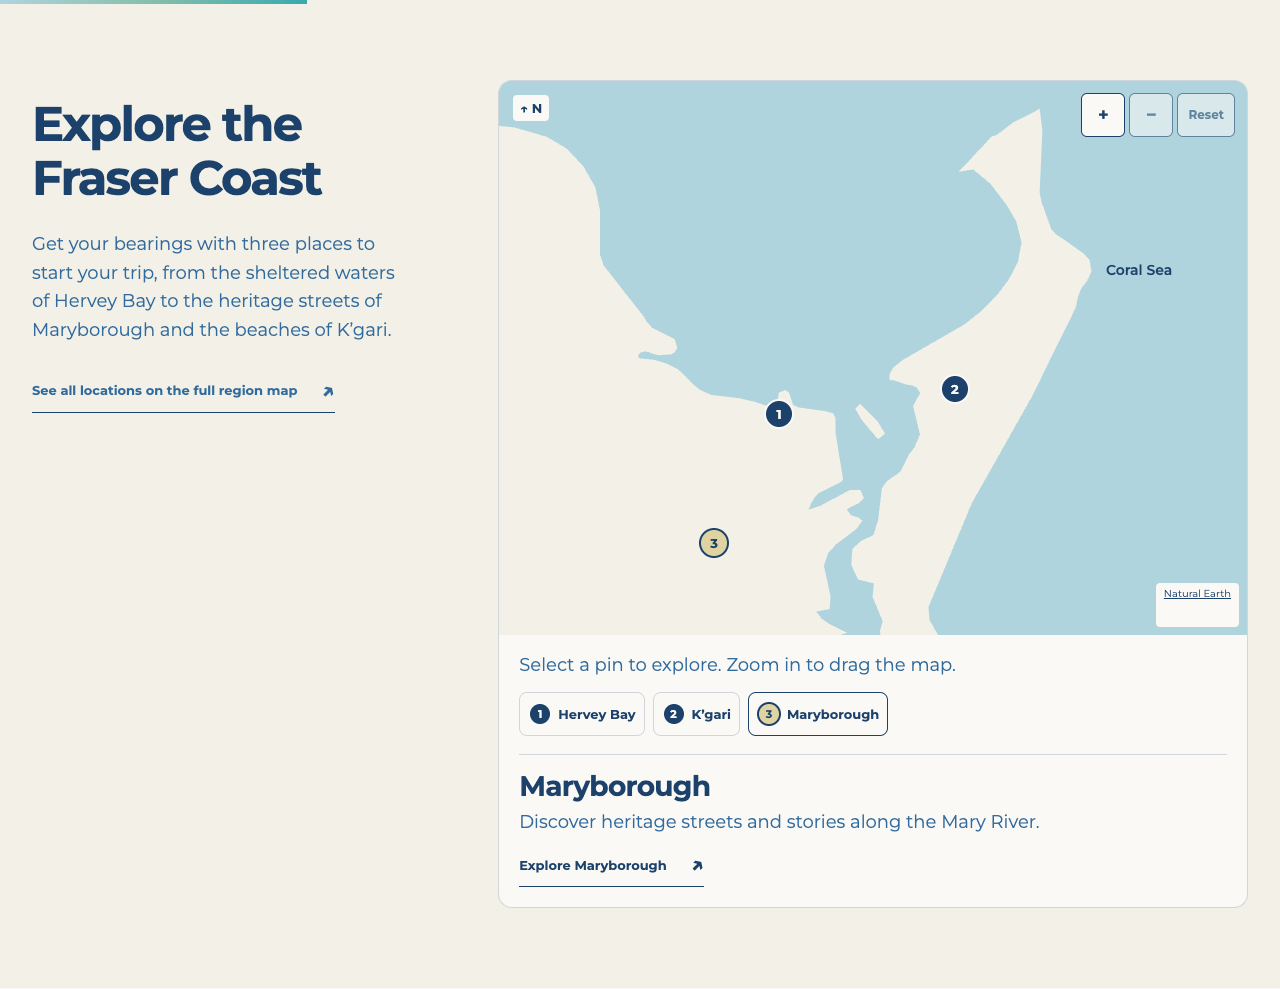 Explore the
Fraser Coast
Get your bearings with three places to
start your trip, from the sheltered waters
of Hervey Bay to the heritage streets of
Maryborough and the beaches of K’gari.
See all locations on the full region map
↑ N
+
−
Reset
Coral Sea
2
1
3
Natural Earth
Select a pin to explore. Zoom in to drag the map.
1 Hervey Bay
2 K’gari
3 Maryborough
Maryborough
Discover heritage streets and stories along the Mary River.
Explore Maryborough